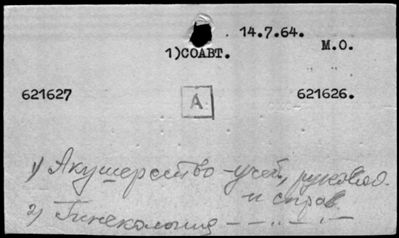 14.7.64.
М.О.
1)СОАВТ.
621627
621626.
А
1) Акушерство - учеб, руковод.
и справ.
2) Гинекология - „ - „ -